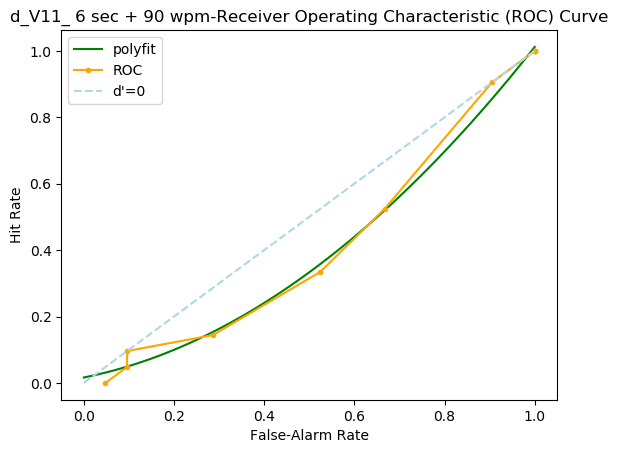 d_V11_ 6 sec + 90 wpm-Receiver Operating Characteristic (ROC) Curve
polyfit
ROC
d'=0
Hit Rate
1.0
0.8
0.6
0.4
0.2
0.0
0.0 0.2 0.4 0.6 0.8 1.0
False-Alarm Rate